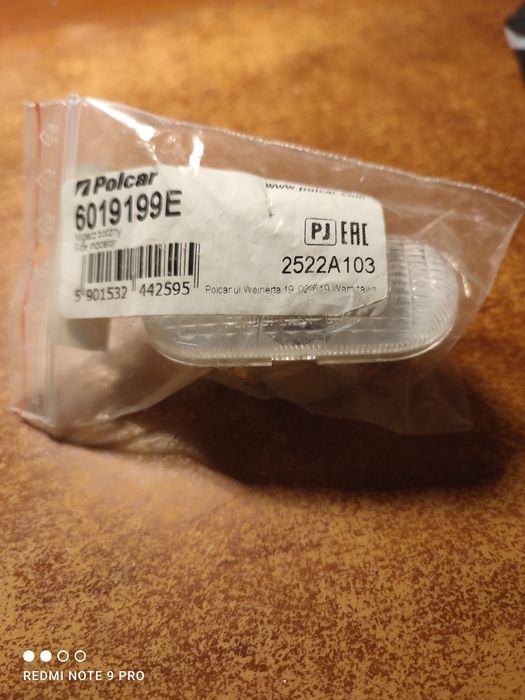 Polcar
www.polcar.com
6019199E
Migacz boczny
Side indicator
PJ EAC
2522A103
5 901532 442595
Polcar ul Weinerta 19, 02-619 Warszawa
REDMI NOTE 9 PRO